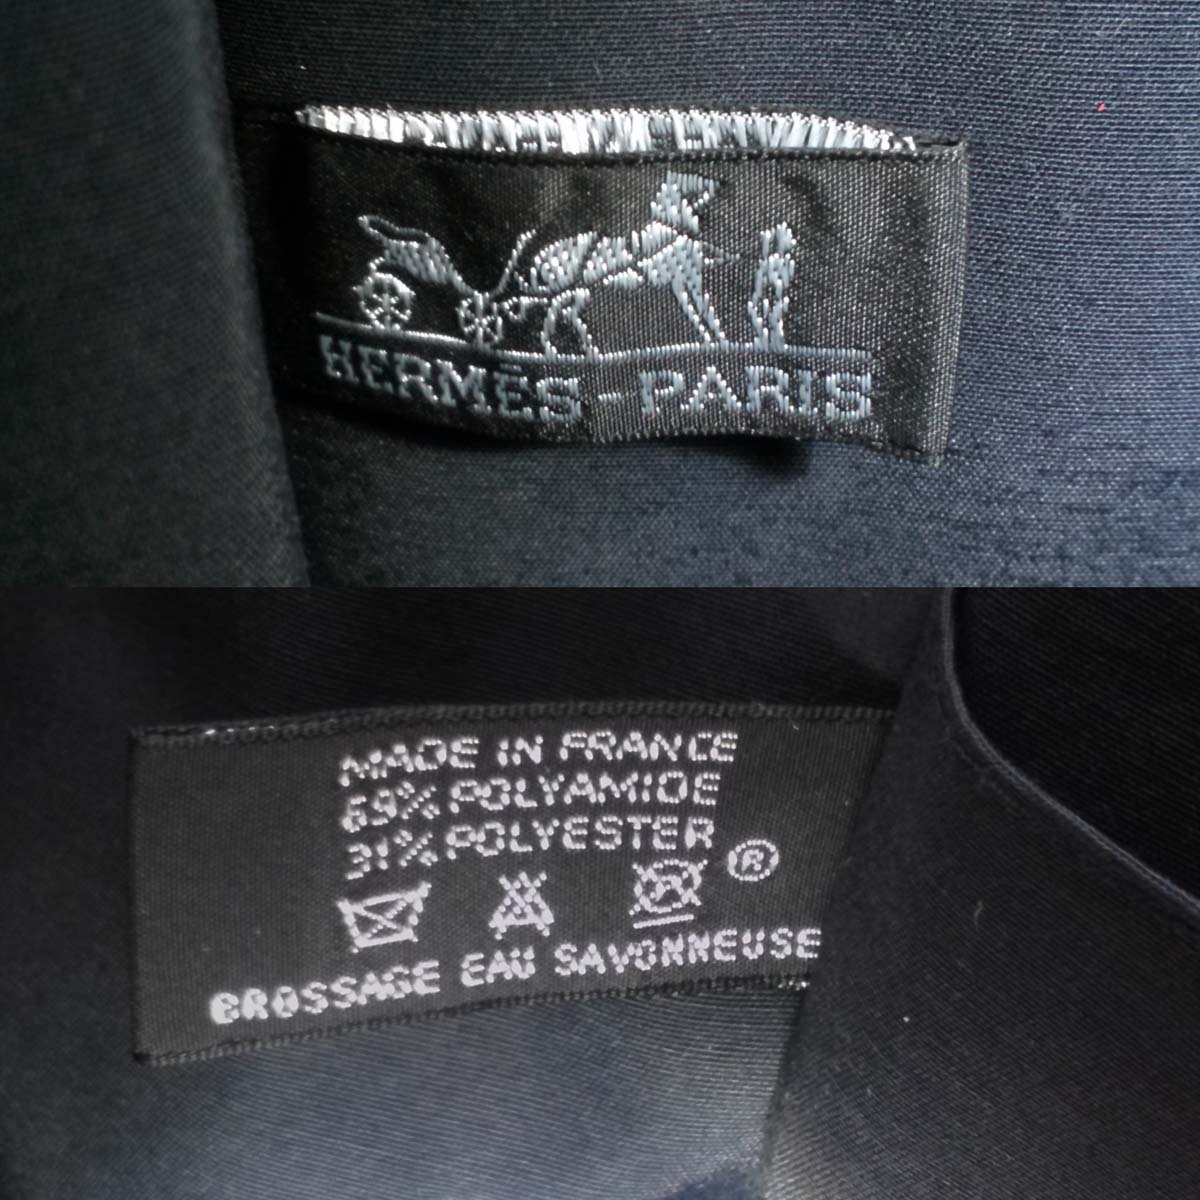 HERMÈS-PARIS
MADE IN FRANCE
69% POLYAMIDE
31% POLYESTER
®
BROSSAGE EAU SAVONNEUSE